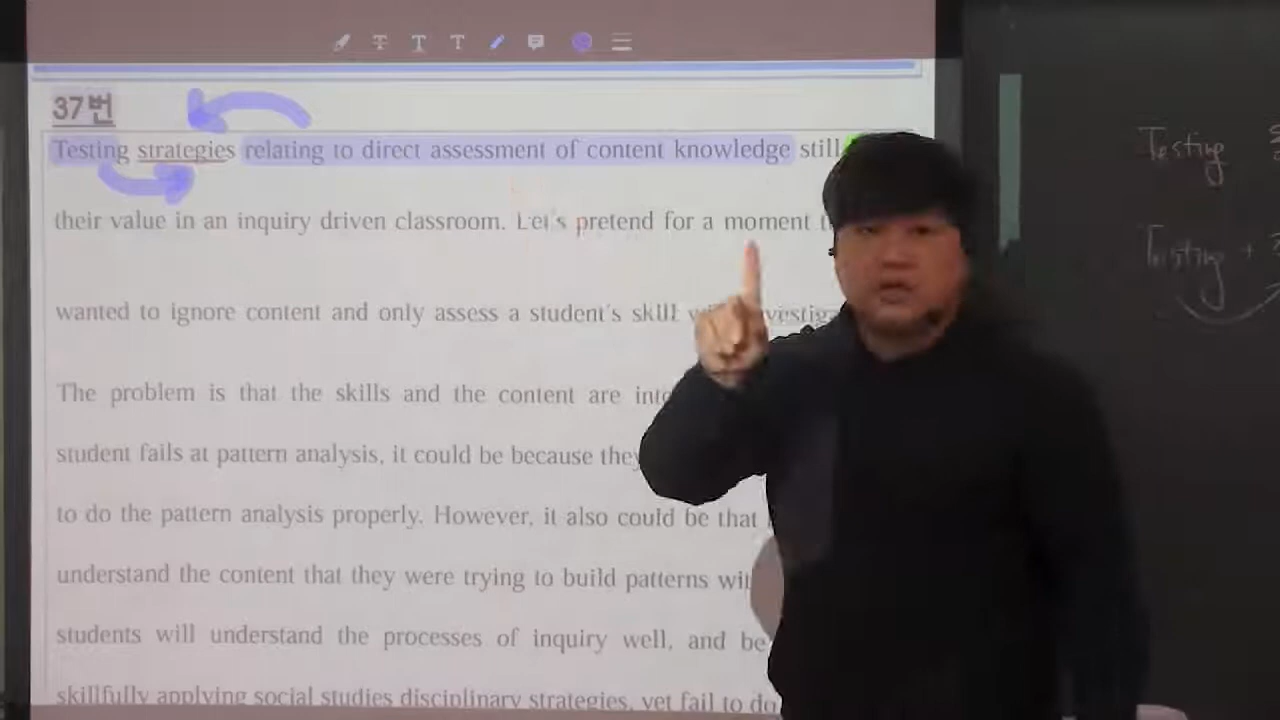 37번
Testing strategies relating to direct assessment of content knowledge still
their value in an inquiry driven classroom. Let's pretend for a moment
wanted to ignore content and only assess a student's skill
The problem is that the skills and the content are
student fails at pattern analysis, it could be because they
to do the pattern analysis properly. However, it also could be that
understand the content that they were trying to build patterns
students will understand the processes of inquiry well, and be
skillfully applying social studies disciplinary strategies, yet fail to do
Testing
Testing +